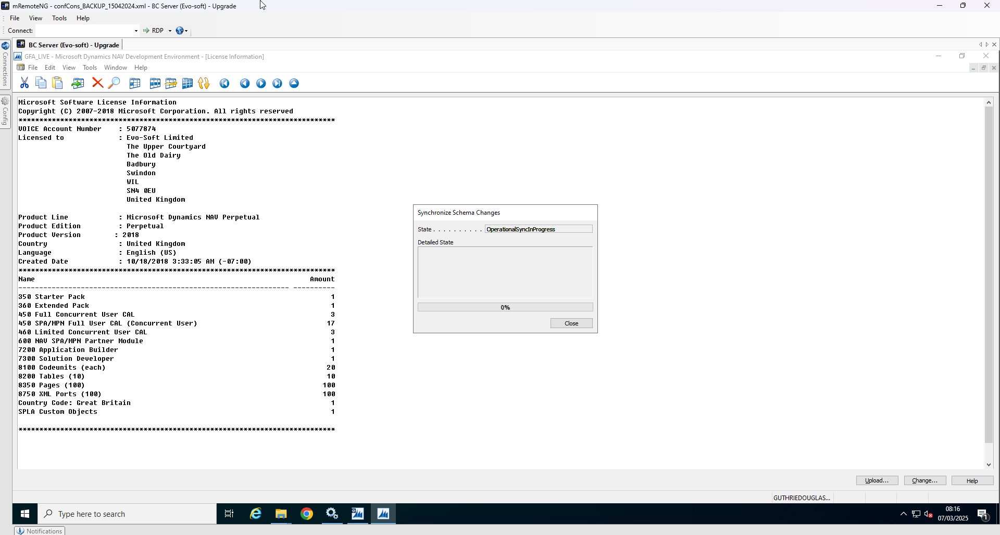 mRemoteNG - confCons_BACKUP_15042024.xml - BC Server (Evo-soft) - Upgrade
File View Tools Help
Connect: RDP
BC Server (Evo-soft) - Upgrade
Connections
Config
GFA_LIVE - Microsoft Dynamics NAV Development Environment - [License Information]
File Edit View Tools Window Help
Microsoft Software License Information
Copyright (C) 2007-2018 Microsoft Corporation. All rights reserved
****************************************************************************
VOICE Account Number : 5077874
Licensed to : Evo-Soft Limited
The Upper Courtyard
The Old Dairy
Badbury
Swindon
WIL
SN4 0EU
United Kingdom
Product Line : Microsoft Dynamics NAV Perpetual
Product Edition : Perpetual
Product Version : 2018
Country : United Kingdom
Language : English (US)
Created Date : 10/18/2018 3:33:05 AM (-07:00)
****************************************************************************
Name Amount
----------------------------------------------------------------- ----------
350 Starter Pack 1
360 Extended Pack 1
450 Full Concurrent User CAL 3
450 SPA/MPN Full User CAL (Concurrent User) 17
460 Limited Concurrent User CAL 3
600 NAV SPA/MPN Partner Module 1
7200 Application Builder 1
7300 Solution Developer 1
8100 Codeunits (each) 20
8200 Tables (10) 10
8350 Pages (100) 100
8750 XML Ports (100) 100
Country Code: Great Britain 1
SPLA Custom Objects 1
****************************************************************************
Synchronize Schema Changes
State . . . . . . . . . . OperationalSyncInProgress
Detailed State
0%
Close
Upload... Change... Help
GUTHRIEDOUGLAS...
Type here to search
08:16
07/03/2025
1
Notifications